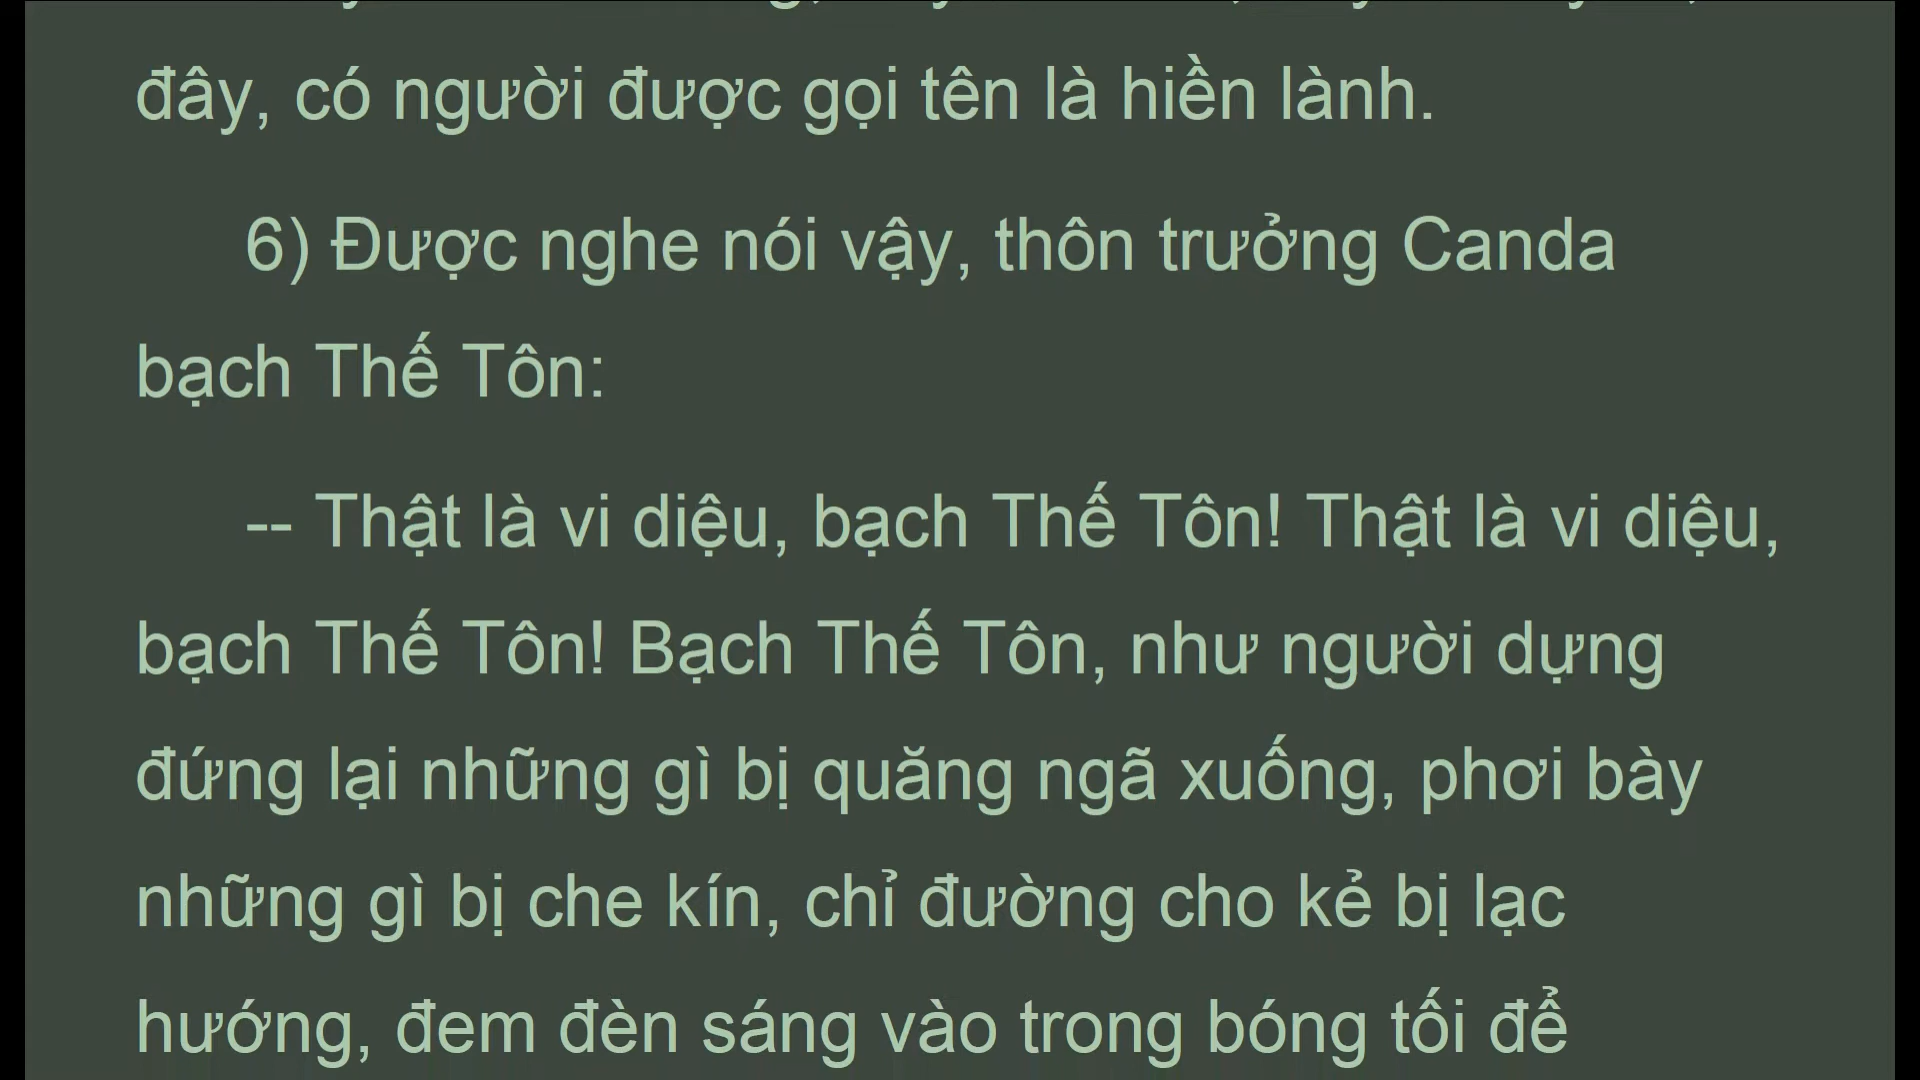 đây, có người được gọi tên là hiền lành.
6) Được nghe nói vậy, thôn trưởng Canda
bạch Thế Tôn:
-- Thật là vi diệu, bạch Thế Tôn! Thật là vi diệu,
bạch Thế Tôn! Bạch Thế Tôn, như người dựng
đứng lại những gì bị quăng ngã xuống, phơi bày
những gì bị che kín, chỉ đường cho kẻ bị lạc
hướng, đem đèn sáng vào trong bóng tối để